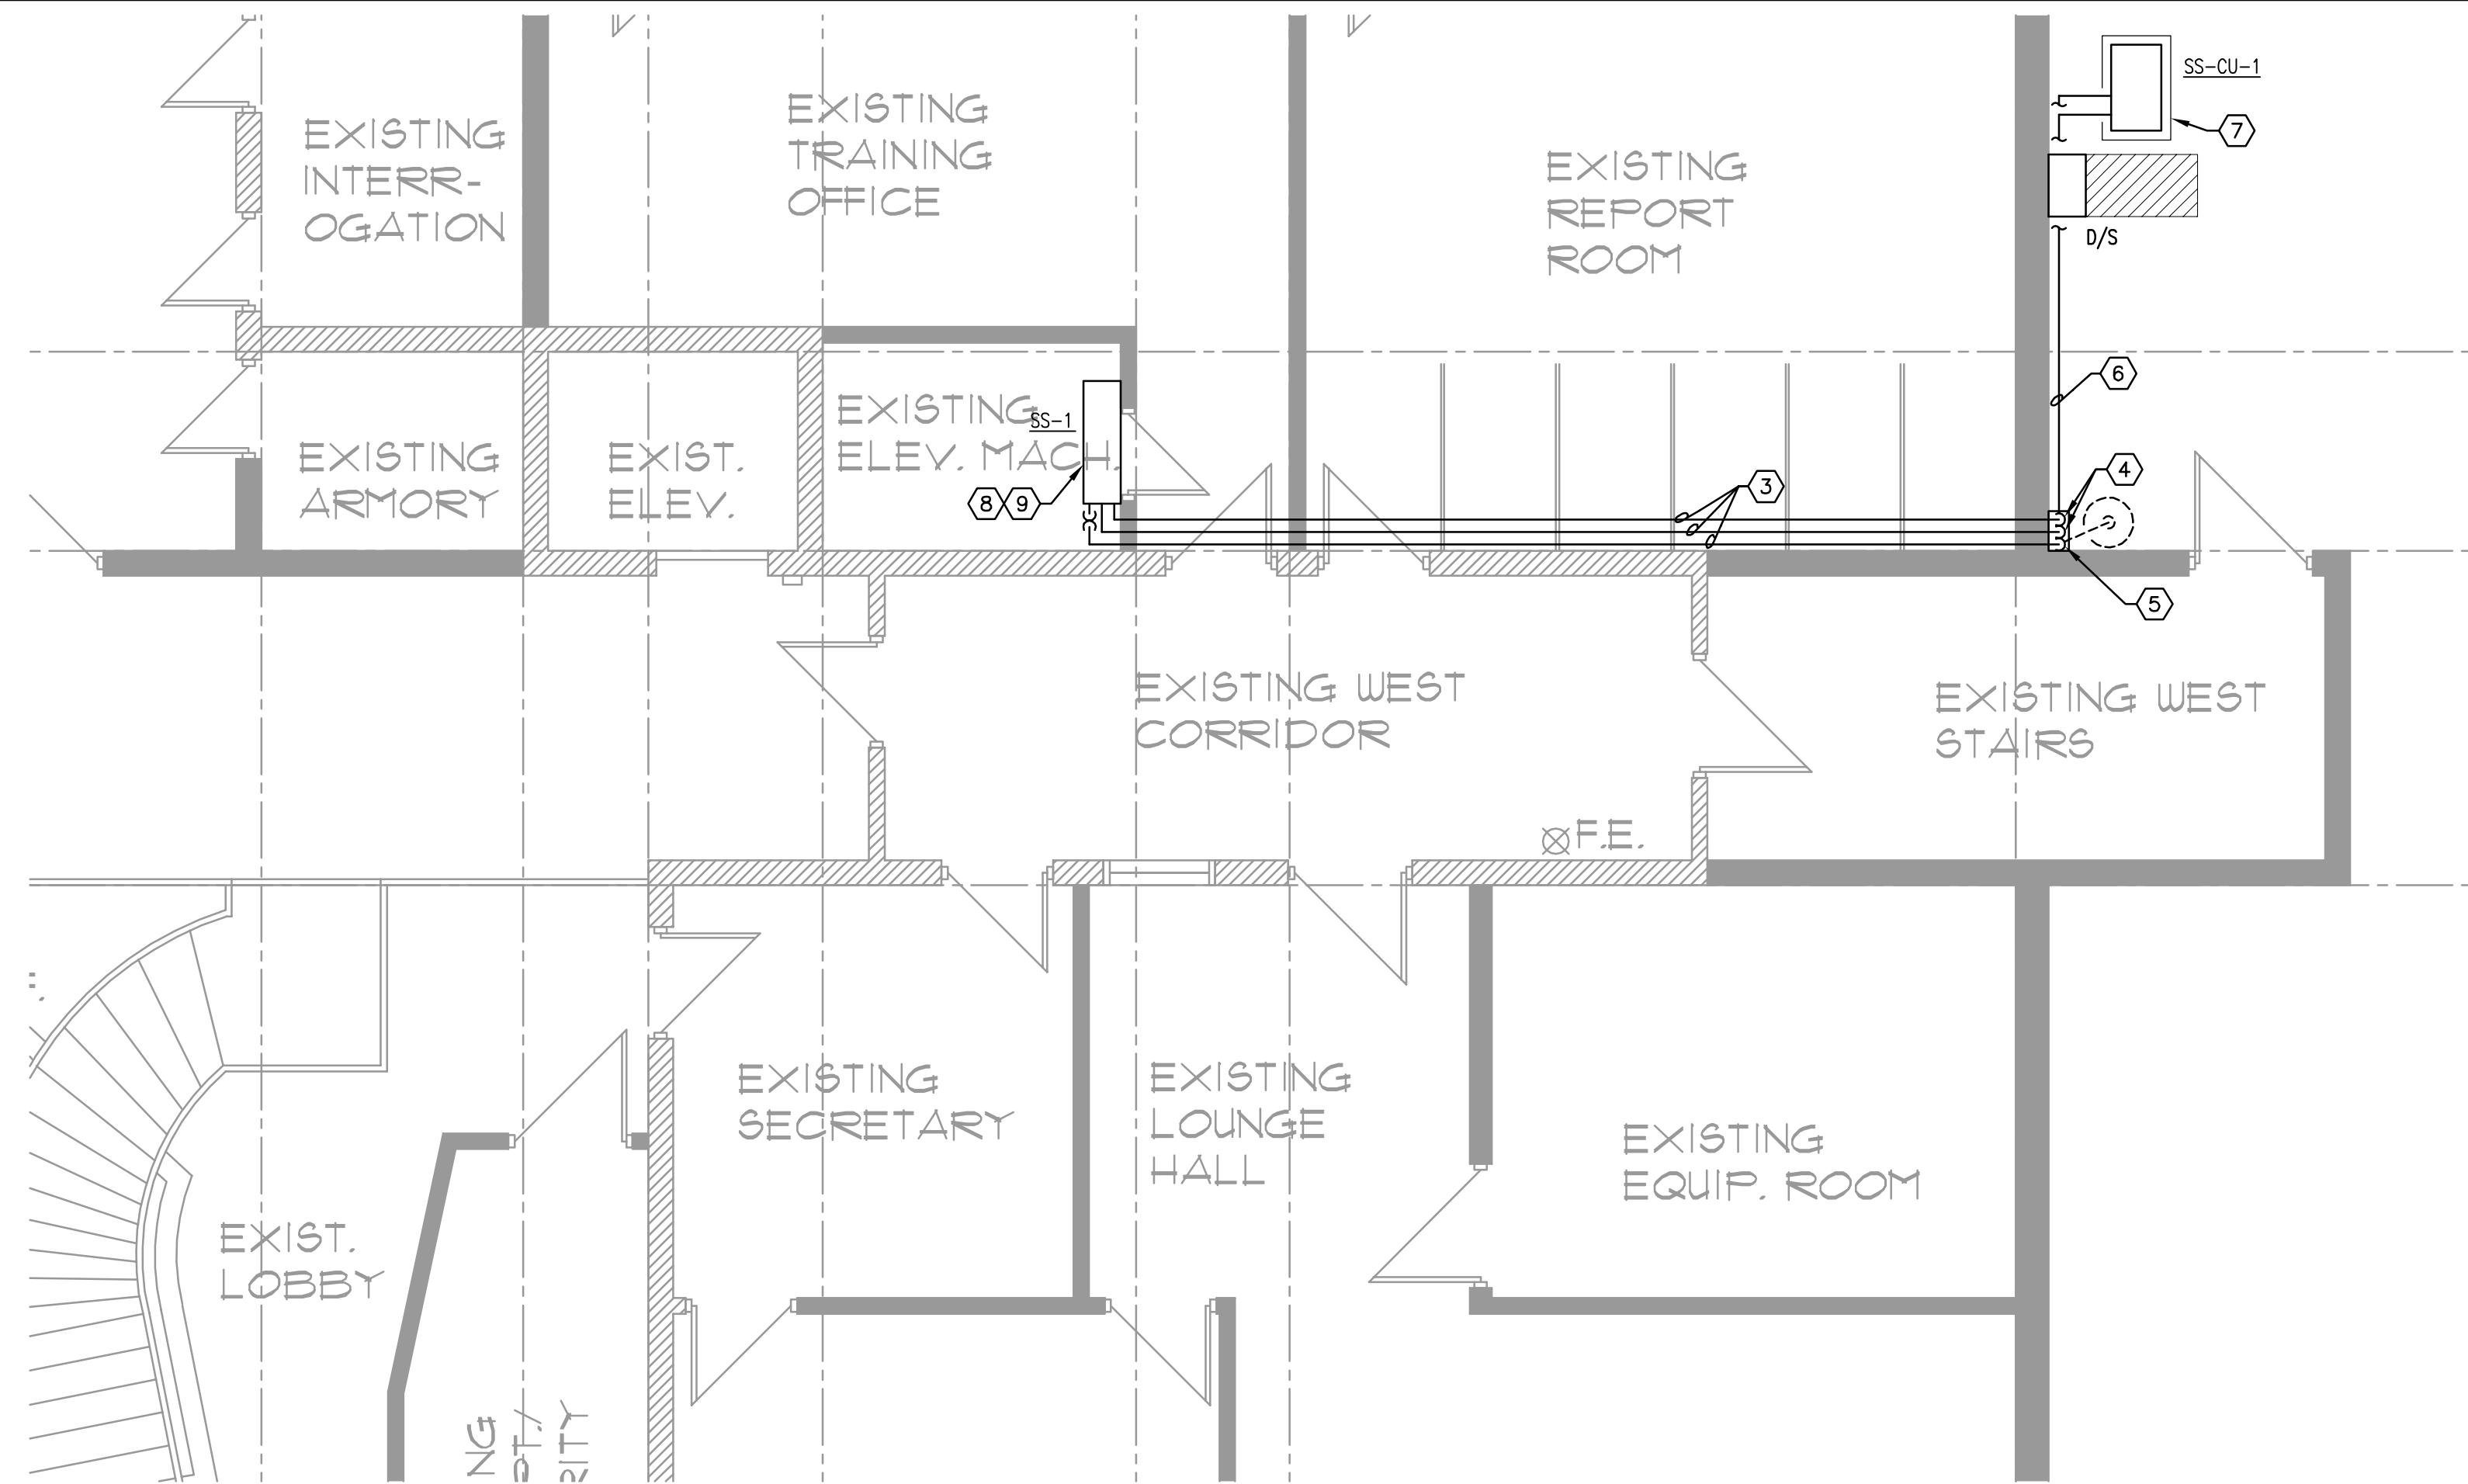 EXISTING
INTERR-
OGATION
EXISTING
TRAINING
OFFICE
EXISTING
REPORT
ROOM
SS-CU-1
7
D/S
6
EXISTING
ARMORY
EXIST.
ELEV.
EXISTING
ELEV. MACH.
SS-1
8
9
3
4
5
EXISTING WEST
CORRIDOR
EXISTING WEST
STAIRS
F.E.
EXISTING
SECRETARY
EXISTING
LOUNGE
HALL
EXISTING
EQUIP. ROOM
EXIST.
LOBBY
NG